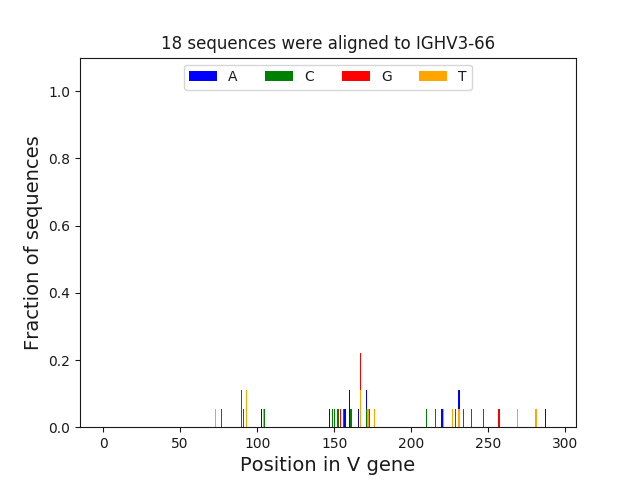 18 sequences were aligned to IGHV3-66
A C G T
1.0
0.8
0.6
0.4
0.2
0.0
Fraction of sequences
0 50 100 150 200 250 300
Position in V gene